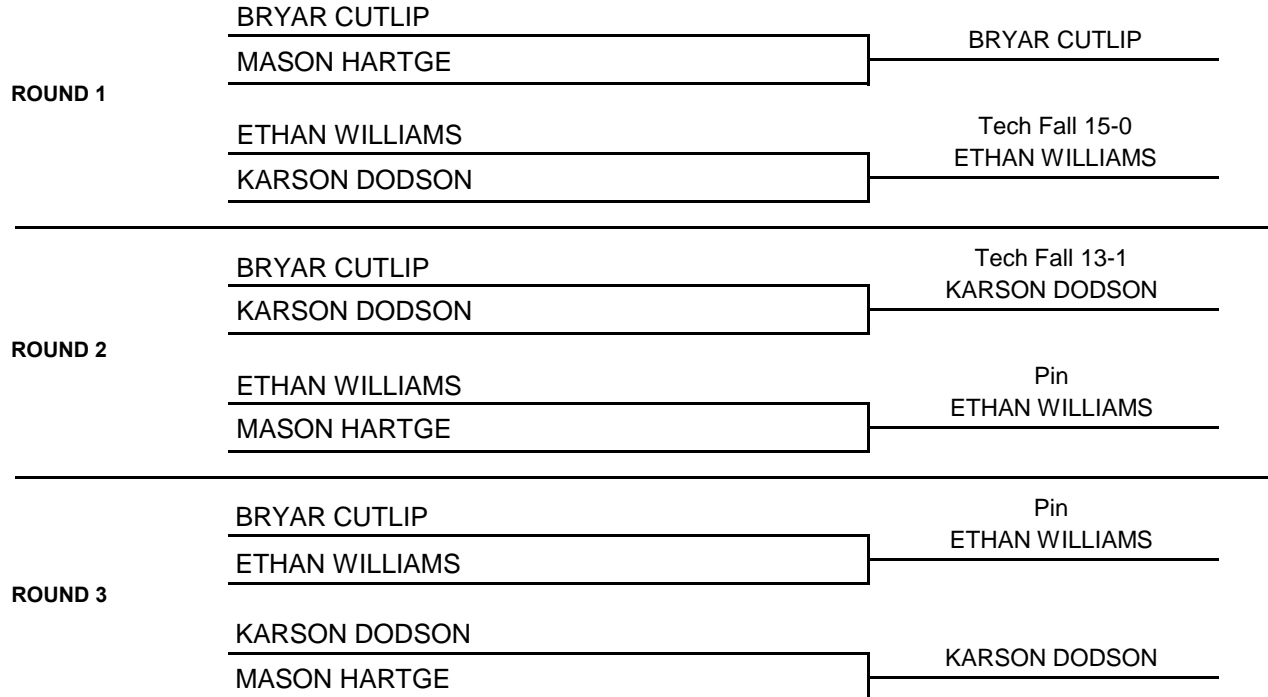 BRYAR CUTLIP
MASON HARTGE
BRYAR CUTLIP
ROUND 1
ETHAN WILLIAMS
KARSON DODSON
Tech Fall 15-0
ETHAN WILLIAMS
BRYAR CUTLIP
KARSON DODSON
Tech Fall 13-1
KARSON DODSON
ROUND 2
ETHAN WILLIAMS
MASON HARTGE
Pin
ETHAN WILLIAMS
BRYAR CUTLIP
ETHAN WILLIAMS
Pin
ETHAN WILLIAMS
ROUND 3
KARSON DODSON
MASON HARTGE
KARSON DODSON